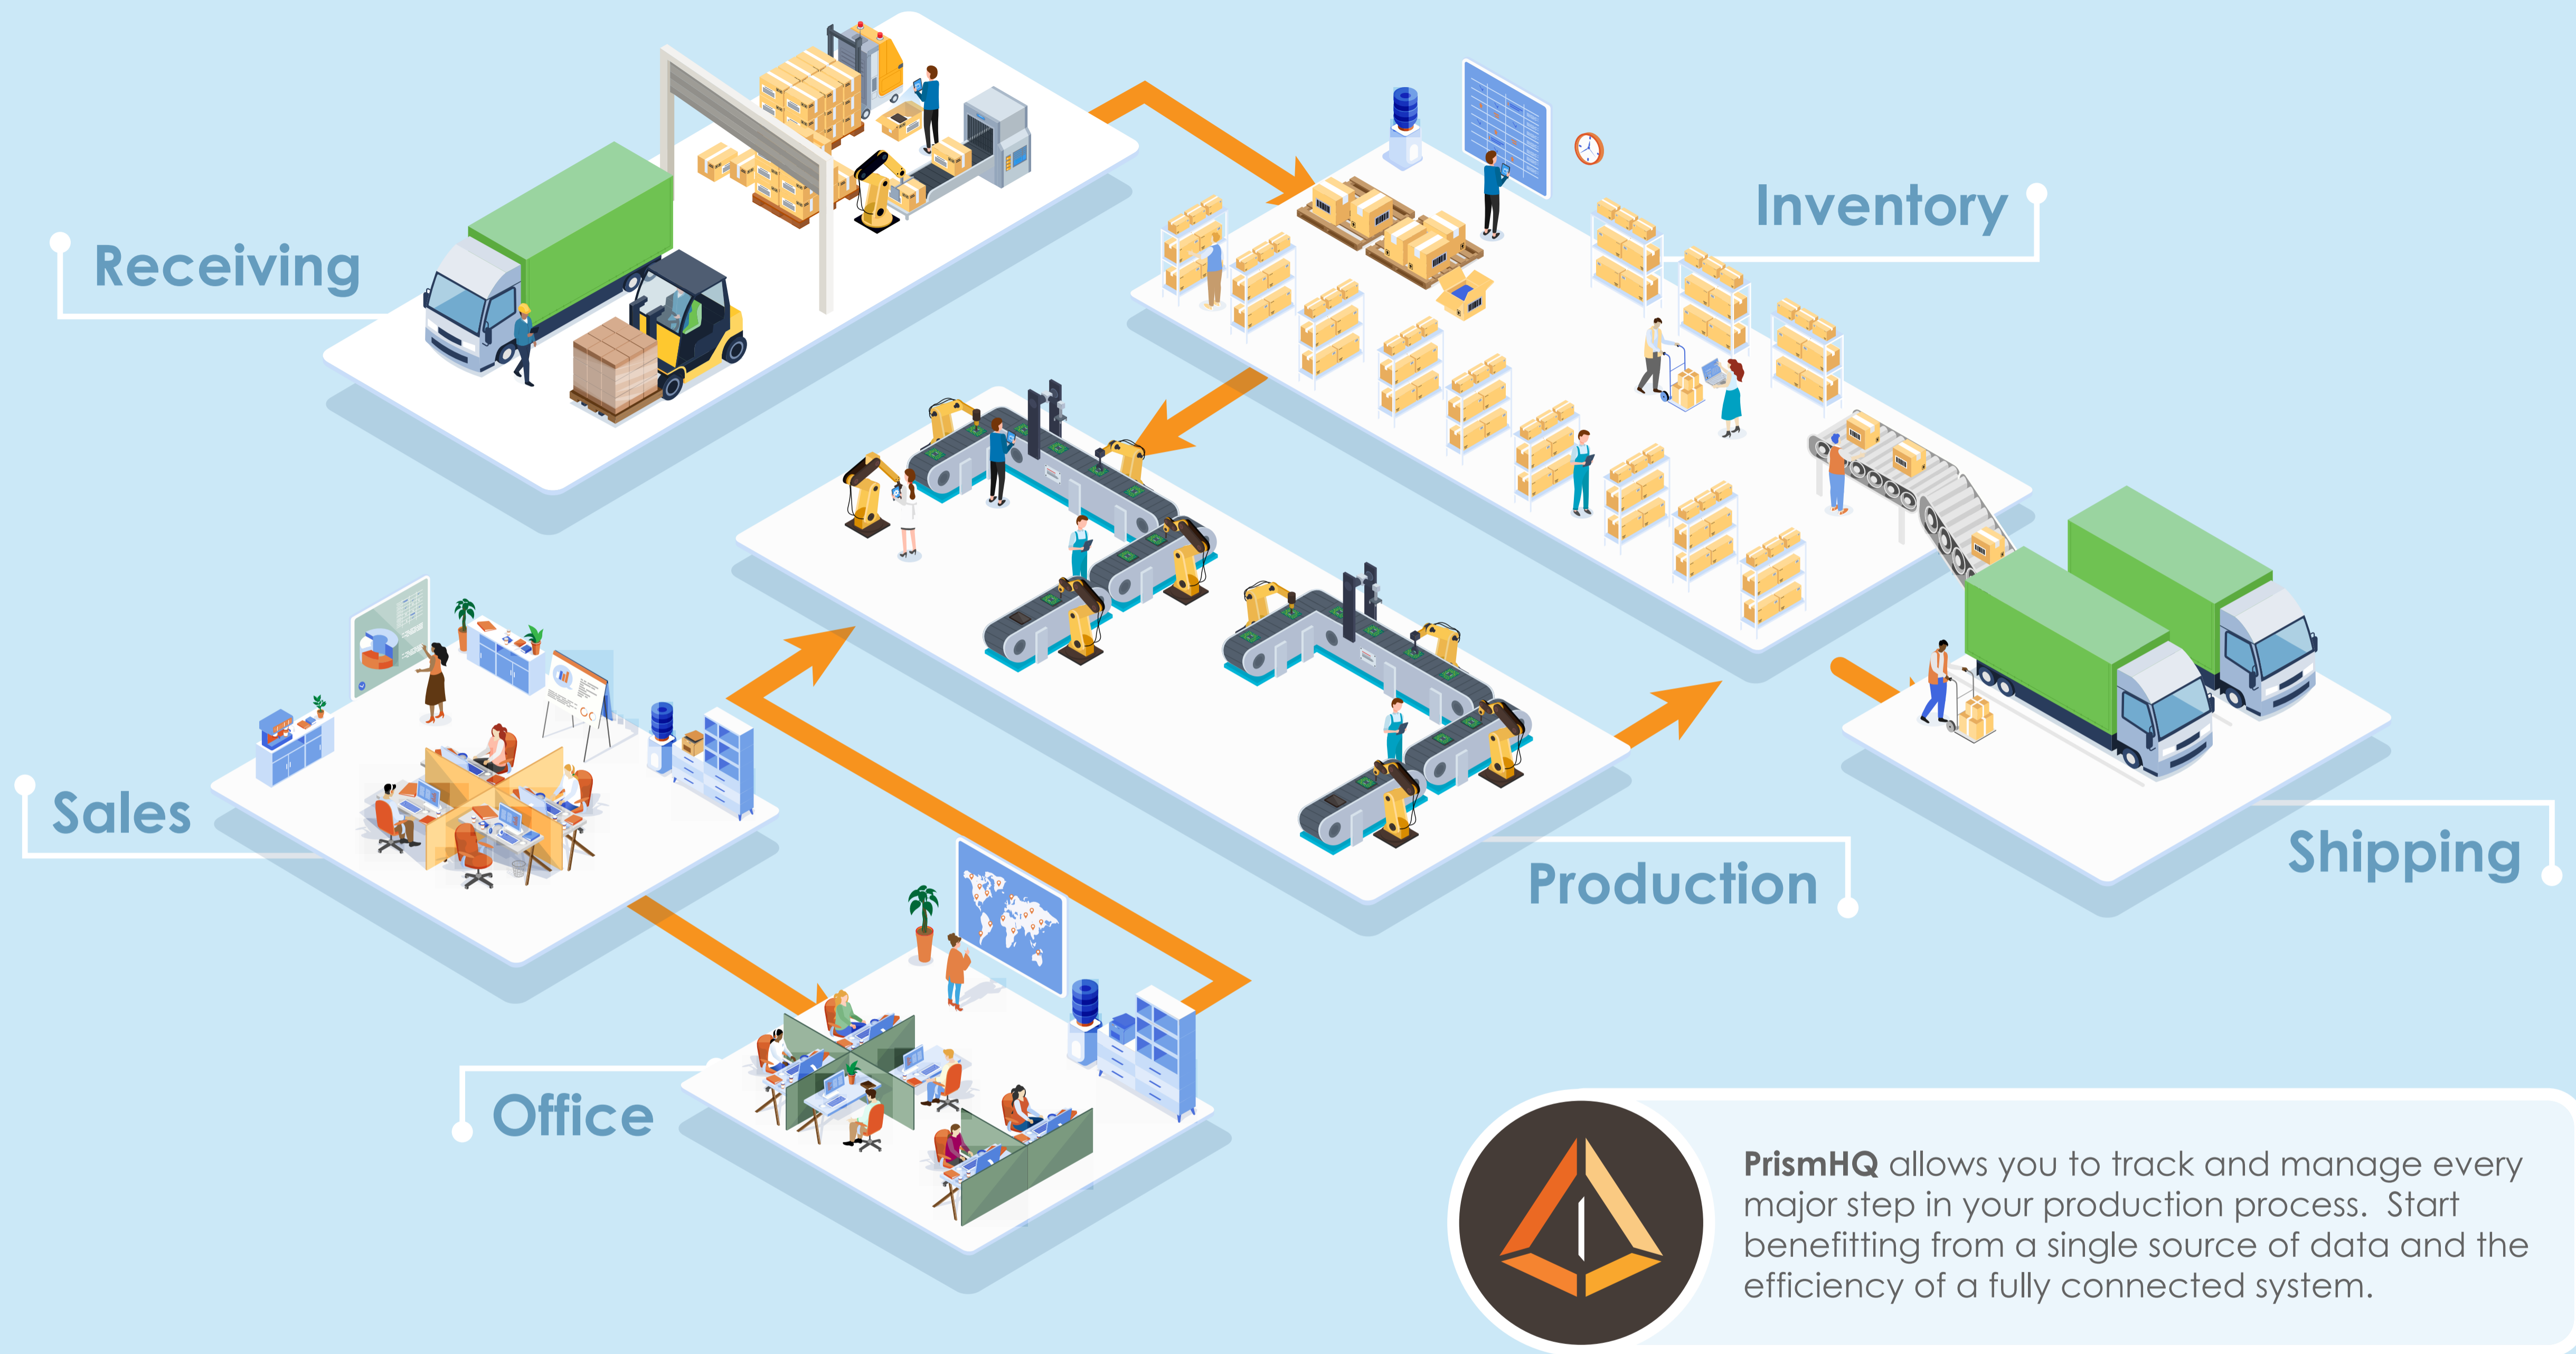 Receiving
Inventory
Sales
Production
Shipping
Office
PrismHQ allows you to track and manage every
major step in your production process.  Start
benefitting from a single source of data and the
efficiency of a fully connected system.